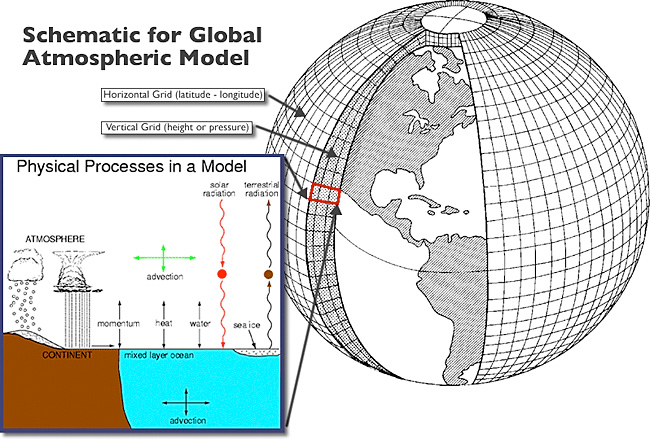 Schematic for Global
Atmospheric Model
Horizontal Grid (latitude - longitude)
Vertical Grid (height or pressure)
Physical Processes in a Model
solar
radiation
terrestrial
radiation
ATMOSPHERE
advection
momentum
heat
water
sea ice
CONTINENT
mixed layer ocean
advection